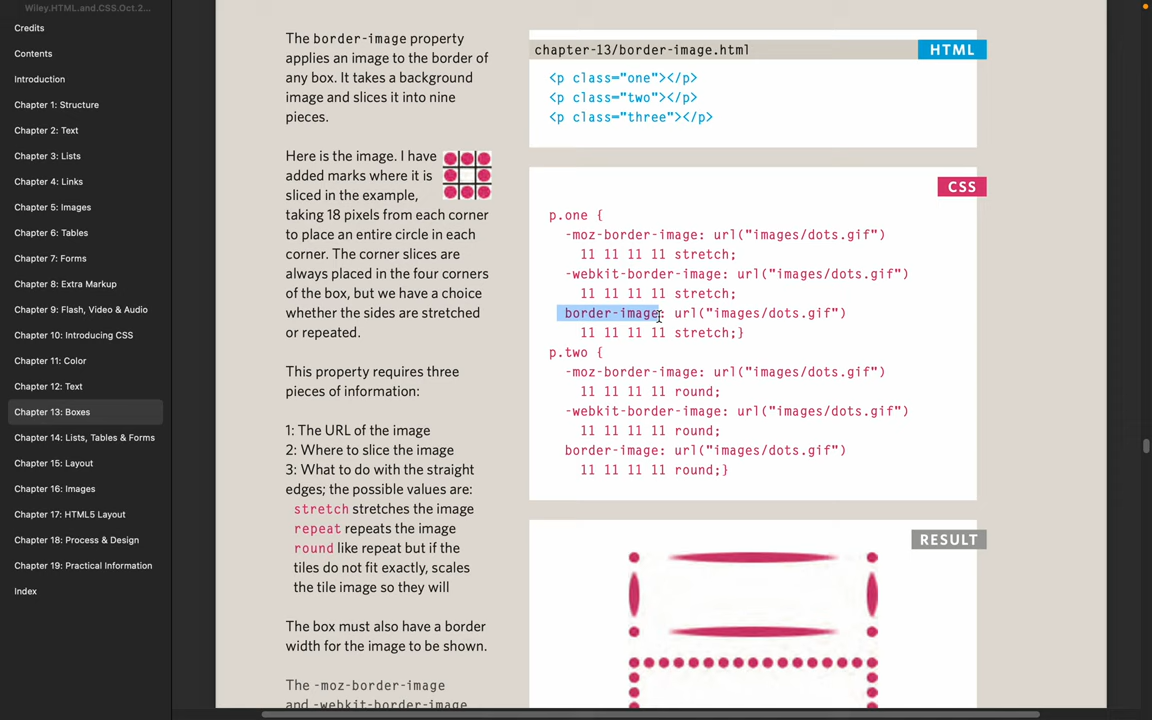 Wiley.HTML.and.CSS.Oct.2...
Credits
Contents
Introduction
Chapter 1: Structure
Chapter 2: Text
Chapter 3: Lists
Chapter 4: Links
Chapter 5: Images
Chapter 6: Tables
Chapter 7: Forms
Chapter 8: Extra Markup
Chapter 9: Flash, Video & Audio
Chapter 10: Introducing CSS
Chapter 11: Color
Chapter 12: Text
Chapter 13: Boxes
Chapter 14: Lists, Tables & Forms
Chapter 15: Layout
Chapter 16: Images
Chapter 17: HTML5 Layout
Chapter 18: Process & Design
Chapter 19: Practical Information
Index
The border-image property
applies an image to the border of
any box. It takes a background
image and slices it into nine
pieces.
Here is the image. I have
added marks where it is
sliced in the example,
taking 18 pixels from each corner
to place an entire circle in each
corner. The corner slices are
always placed in the four corners
of the box, but we have a choice
whether the sides are stretched
or repeated.
This property requires three
pieces of information:
1: The URL of the image
2: Where to slice the image
3: What to do with the straight
edges; the possible values are:
stretch stretches the image
repeat repeats the image
round like repeat but if the
tiles do not fit exactly, scales
the tile image so they will
The box must also have a border
width for the image to be shown.
The -moz-border-image
and -webkit-border-image
chapter-13/border-image.html
HTML
<p class="one"></p>
<p class="two"></p>
<p class="three"></p>
CSS
p.one {
-moz-border-image: url("images/dots.gif")
11 11 11 11 stretch;
-webkit-border-image: url("images/dots.gif")
11 11 11 11 stretch;
border-image: url("images/dots.gif")
11 11 11 11 stretch;}
p.two {
-moz-border-image: url("images/dots.gif")
11 11 11 11 round;
-webkit-border-image: url("images/dots.gif")
11 11 11 11 round;
border-image: url("images/dots.gif")
11 11 11 11 round;}
RESULT